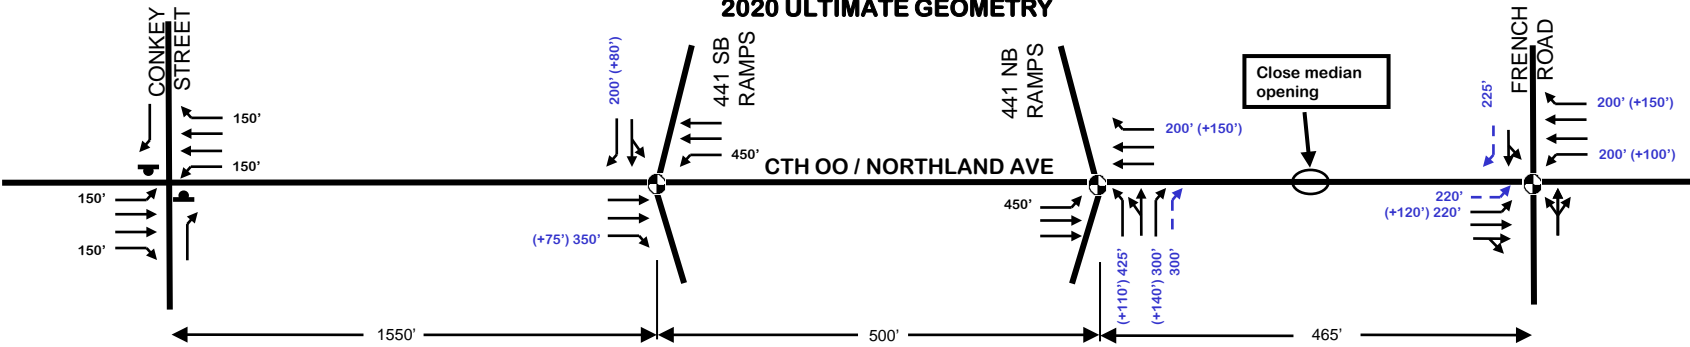 2020 ULTIMATE GEOMETRY
CONKEY
STREET
150'
150'
150'
150'
200' (+80')
441 SB
RAMPS
450'
(+75') 350'
CTH OO / NORTHLAND AVE
441 NB
RAMPS
200' (+150')
450'
(+110') 425'
(+140') 300'
300'
Close median
opening
225'
FRENCH
ROAD
200' (+150')
200' (+100')
220'
(+120') 220'
1550'
500'
465'